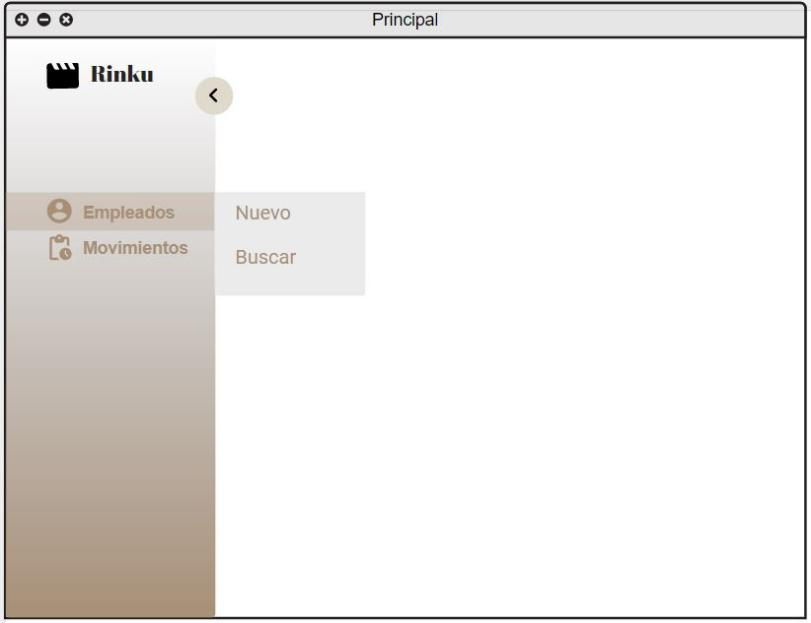 Principal
Rinku
Empleados
Movimientos
Nuevo
Buscar